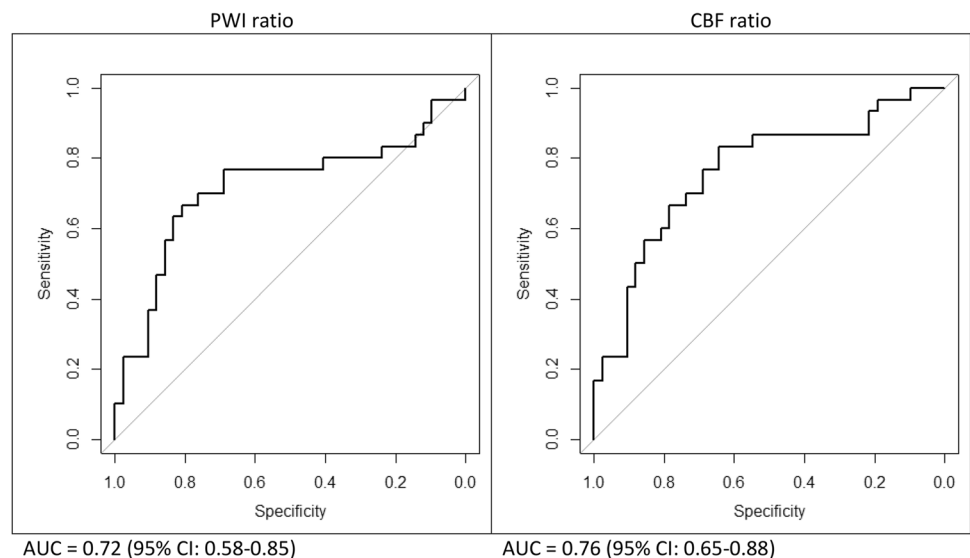 PWI ratio
CBF ratio
1.0
0.8
0.6
0.4
0.2
0.0
Sensitivity
1.0 0.8 0.6 0.4 0.2 0.0
Specificity
1.0
0.8
0.6
0.4
0.2
0.0
Sensitivity
1.0 0.8 0.6 0.4 0.2 0.0
Specificity
AUC = 0.72 (95% CI: 0.58-0.85)
AUC = 0.76 (95% CI: 0.65-0.88)